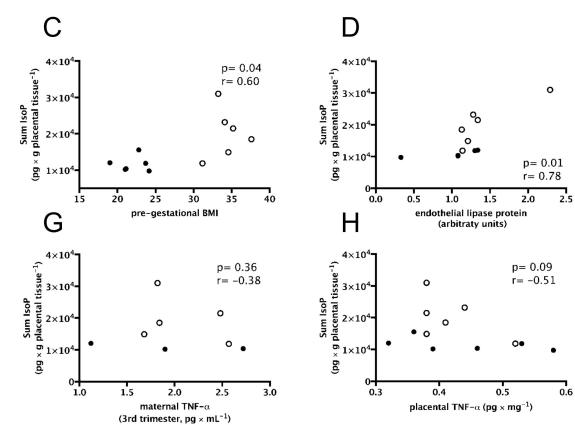 C
Sum IsoP
(pg × g placental tissue⁻¹)
4×10⁴
3×10⁴
2×10⁴
1×10⁴
p= 0.04
r= 0.60
15 20 25 30 35 40
pre-gestational BMI
D
Sum IsoP
(pg × g placental tissue⁻¹)
4×10⁴
3×10⁴
2×10⁴
1×10⁴
0
p= 0.01
r= 0.78
0.0 0.5 1.0 1.5 2.0 2.5
endothelial lipase protein
(arbitraty units)
G
Sum IsoP
(pg × g placental tissue⁻¹)
4×10⁴
3×10⁴
2×10⁴
1×10⁴
0
p= 0.36
r= −0.38
1.0 1.5 2.0 2.5 3.0
maternal TNF-α
(3rd trimester, pg × mL⁻¹)
H
Sum IsoP
(pg × g placental tissue⁻¹)
4×10⁴
3×10⁴
2×10⁴
1×10⁴
0
p= 0.09
r= −0.51
0.3 0.4 0.5 0.6
placental TNF-α (pg × mg⁻¹)